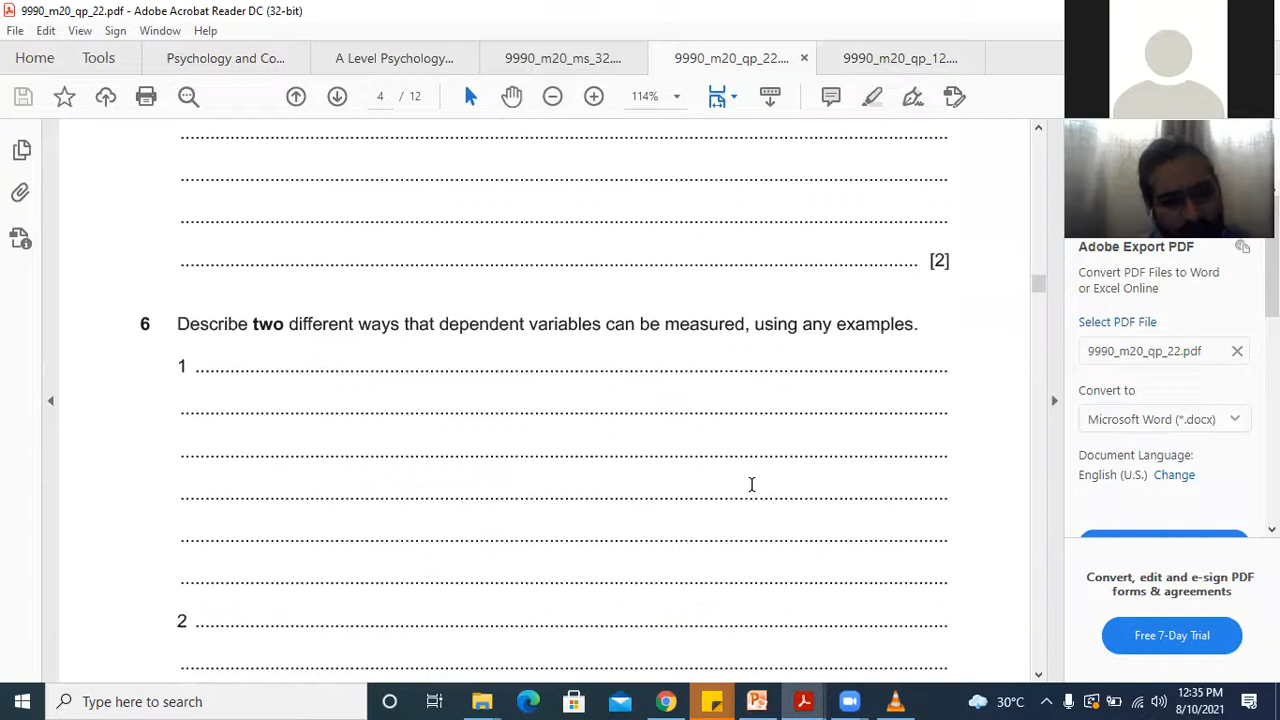 9990_m20_qp_22.pdf - Adobe Acrobat Reader DC (32-bit)
File Edit View Sign Window Help
Home Tools Psychology and Co... A Level Psychology... 9990_m20_ms_32.... 9990_m20_qp_22.... 9990_m20_qp_12....
4 / 12 114%
[2]
6 Describe two different ways that dependent variables can be measured, using any examples.
1
2
Adobe Export PDF
Convert PDF Files to Word
or Excel Online
Select PDF File
9990_m20_qp_22.pdf
Convert to
Microsoft Word (*.docx)
Document Language:
English (U.S.) Change
Convert, edit and e-sign PDF
forms & agreements
Free 7-Day Trial
Type here to search
30°C
12:35 PM
8/10/2021